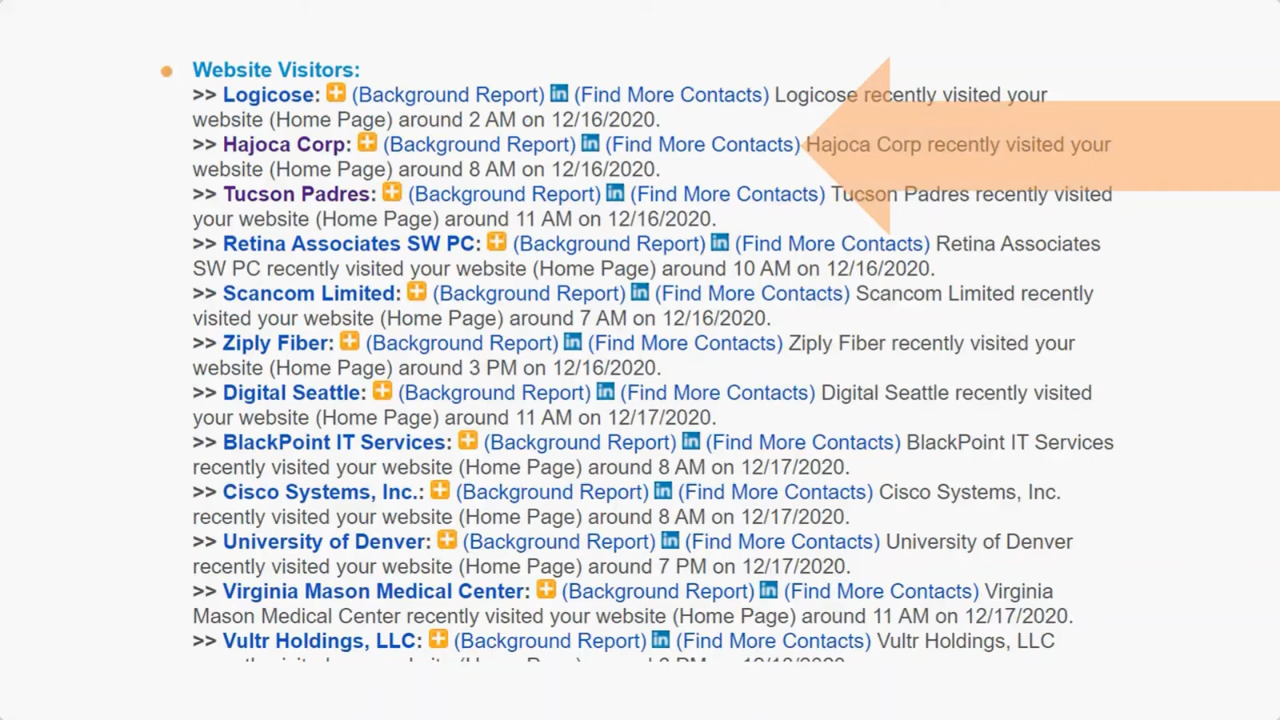 Website Visitors:
>> Logicose: (Background Report) in (Find More Contacts) Logicose recently visited your
website (Home Page) around 2 AM on 12/16/2020.
>> Hajoca Corp: (Background Report) in (Find More Contacts) Hajoca Corp recently visited your
website (Home Page) around 8 AM on 12/16/2020.
>> Tucson Padres: (Background Report) in (Find More Contacts) Tucson Padres recently visited
your website (Home Page) around 11 AM on 12/16/2020.
>> Retina Associates SW PC: (Background Report) in (Find More Contacts) Retina Associates
SW PC recently visited your website (Home Page) around 10 AM on 12/16/2020.
>> Scancom Limited: (Background Report) in (Find More Contacts) Scancom Limited recently
visited your website (Home Page) around 7 AM on 12/16/2020.
>> Ziply Fiber: (Background Report) in (Find More Contacts) Ziply Fiber recently visited your
website (Home Page) around 3 PM on 12/16/2020.
>> Digital Seattle: (Background Report) in (Find More Contacts) Digital Seattle recently visited
your website (Home Page) around 11 AM on 12/17/2020.
>> BlackPoint IT Services: (Background Report) in (Find More Contacts) BlackPoint IT Services
recently visited your website (Home Page) around 8 AM on 12/17/2020.
>> Cisco Systems, Inc.: (Background Report) in (Find More Contacts) Cisco Systems, Inc.
recently visited your website (Home Page) around 8 AM on 12/17/2020.
>> University of Denver: (Background Report) in (Find More Contacts) University of Denver
recently visited your website (Home Page) around 7 PM on 12/17/2020.
>> Virginia Mason Medical Center: (Background Report) in (Find More Contacts) Virginia
Mason Medical Center recently visited your website (Home Page) around 11 AM on 12/17/2020.
>> Vultr Holdings, LLC: (Background Report) in (Find More Contacts) Vultr Holdings, LLC